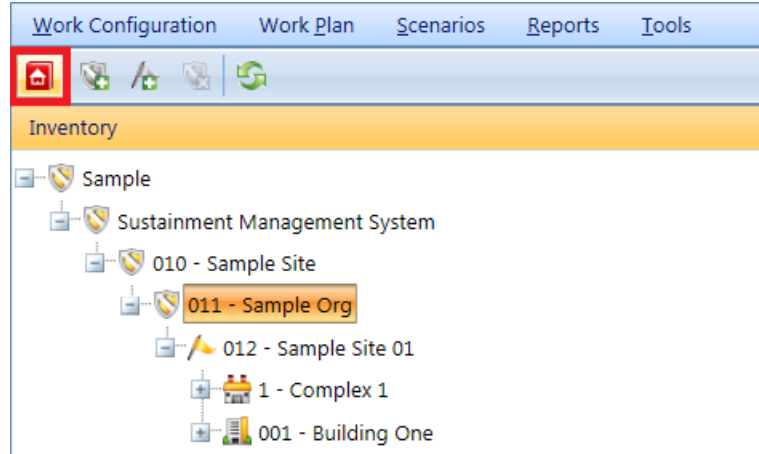 Work Configuration Work Plan Scenarios Reports Tools
Inventory
Sample
Sustainment Management System
010 - Sample Site
011 - Sample Org
012 - Sample Site 01
1 - Complex 1
001 - Building One